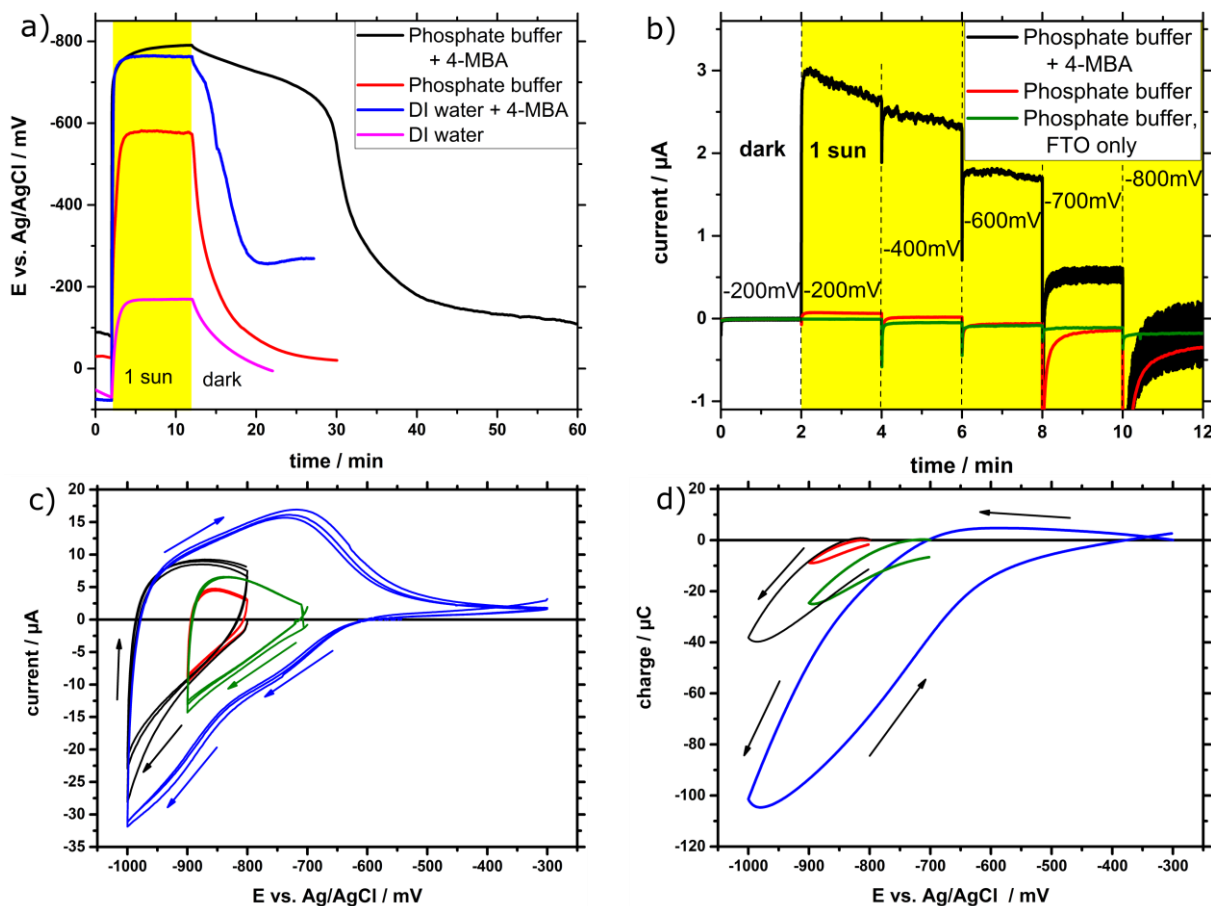 a)
E vs. Ag/AgCl / mV
-800
-600
-400
-200
0
Phosphate buffer
+ 4-MBA
Phosphate buffer
DI water + 4-MBA
DI water
1 sun
dark
0 10 20 30 40 50 60
time / min
b)
current / µA
3
2
1
0
-1
Phosphate buffer
+ 4-MBA
Phosphate buffer
Phosphate buffer,
FTO only
dark
1 sun
-200mV
-200mV
-400mV
-600mV
-700mV
-800mV
0 2 4 6 8 10 12
time / min
c)
current / µA
20
15
10
5
0
5
-10
-15
-20
-25
-30
-35
-1000 -900 -800 -700 -600 -500 -400 -300
E vs. Ag/AgCl / mV
d)
charge / µC
20
0
-20
-40
-60
-80
-100
-120
-1000 -900 -800 -700 -600 -500 -400 -300
E vs. Ag/AgCl / mV